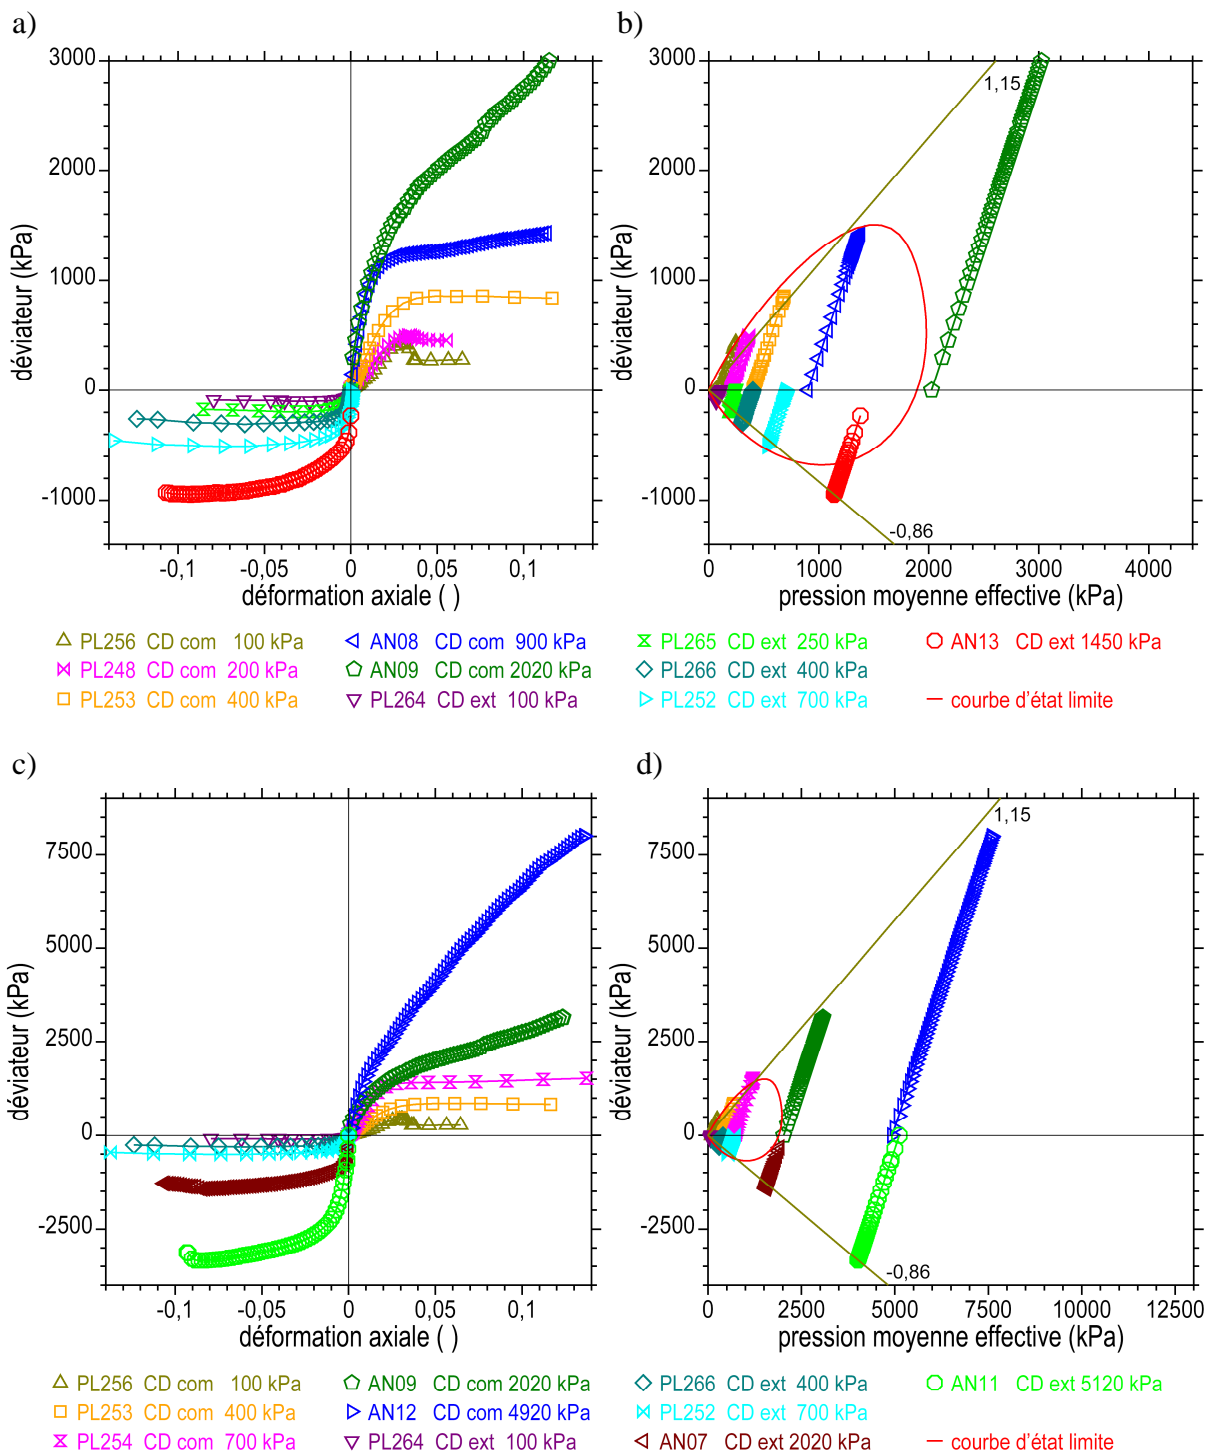 a)
b)
3000
2000
1000
0
-1000
déviateur (kPa)
-0,1
-0,05
0
0,05
0,1
déformation axiale ( )
3000
2000
1000
0
-1000
déviateur (kPa)
1,15
-0,86
0
1000
2000
3000
4000
pression moyenne effective (kPa)
PL256 CD com 100 kPa
PL248 CD com 200 kPa
PL253 CD com 400 kPa
AN08 CD com 900 kPa
AN09 CD com 2020 kPa
PL264 CD ext 100 kPa
PL265 CD ext 250 kPa
PL266 CD ext 400 kPa
PL252 CD ext 700 kPa
AN13 CD ext 1450 kPa
courbe d'état limite
c)
d)
7500
5000
2500
0
-2500
déviateur (kPa)
-0,1
-0,05
0
0,05
0,1
déformation axiale ( )
7500
5000
2500
0
-2500
déviateur (kPa)
1,15
-0,86
0
2500
5000
7500
10000
12500
pression moyenne effective (kPa)
PL256 CD com 100 kPa
PL253 CD com 400 kPa
PL254 CD com 700 kPa
AN09 CD com 2020 kPa
AN12 CD com 4920 kPa
PL264 CD ext 100 kPa
PL266 CD ext 400 kPa
PL252 CD ext 700 kPa
AN07 CD ext 2020 kPa
AN11 CD ext 5120 kPa
courbe d'état limite